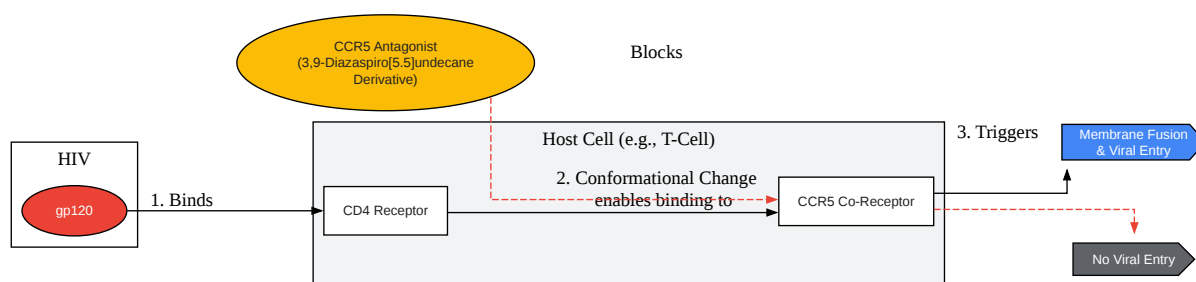 CCR5 Antagonist
(3,9-Diazaspiro[5.5]undecane
Derivative)
Blocks
Host Cell (e.g., T-Cell)
3. Triggers
Membrane Fusion
& Viral Entry
HIV
gp120
1. Binds
CD4 Receptor
2. Conformational Change
enables binding to
CCR5 Co-Receptor
No Viral Entry